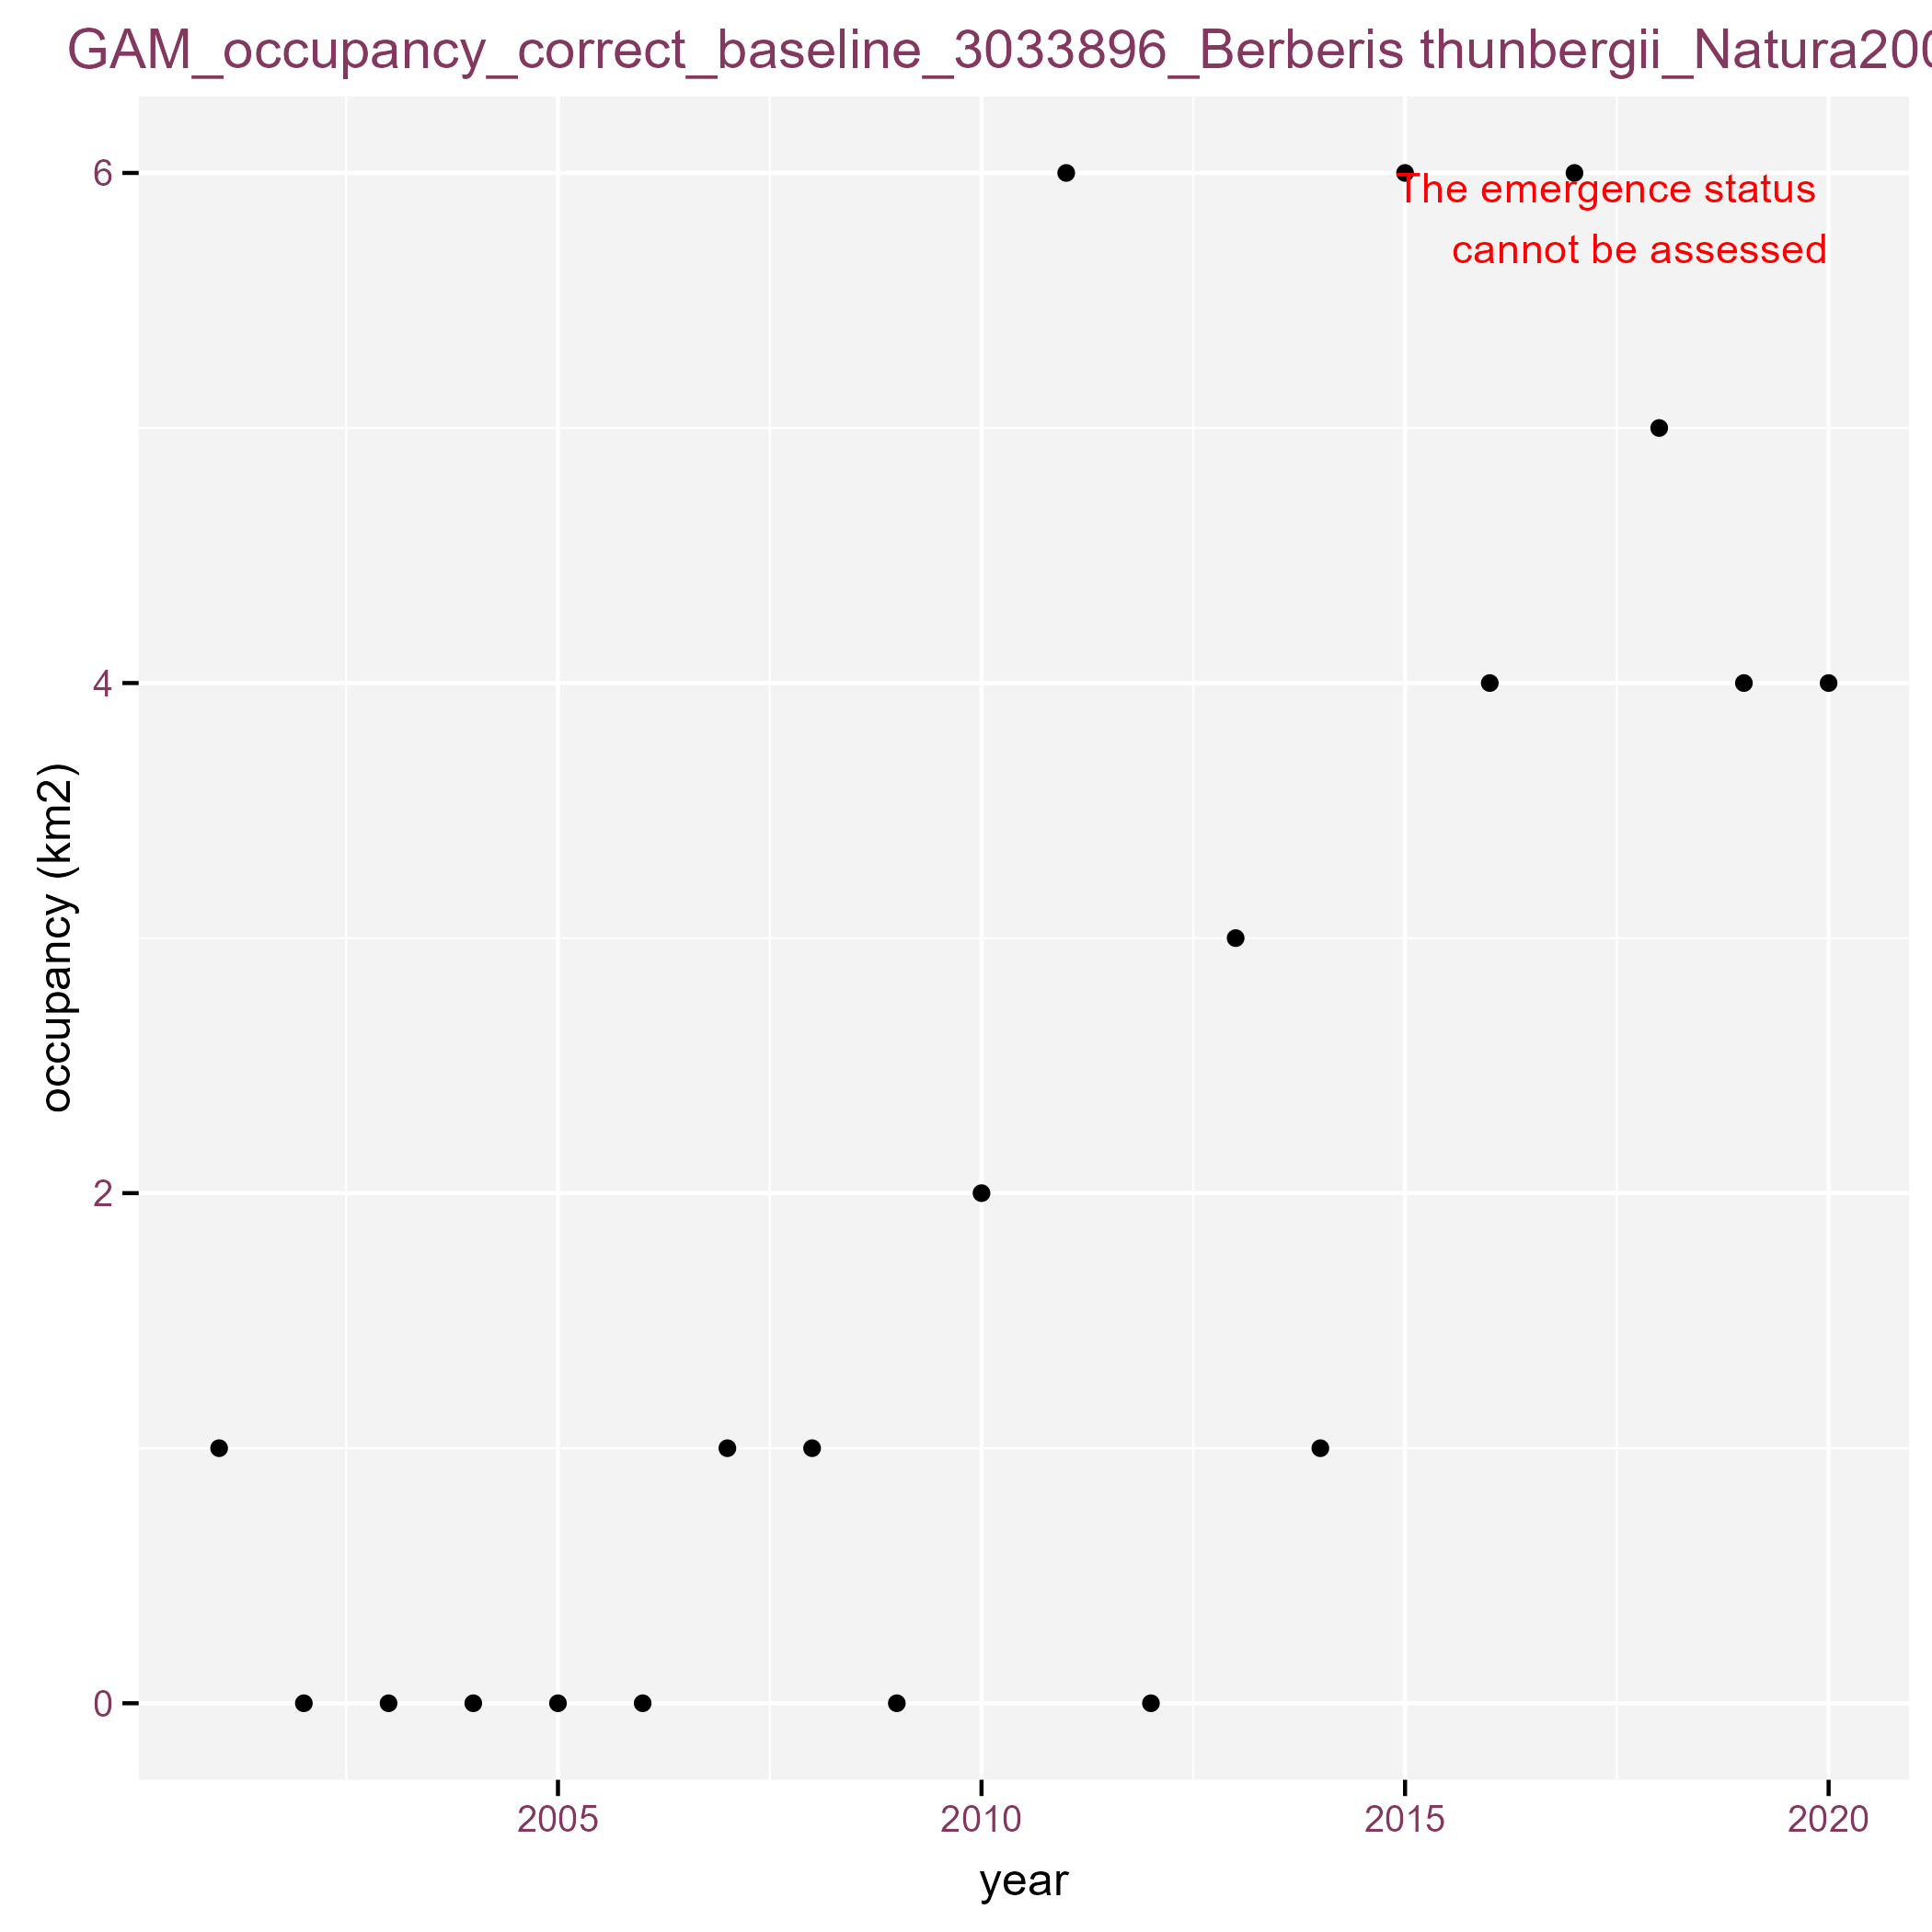 GAM_occupancy_correct_baseline_3033896_Berberis thunbergii_Natura200
6
The emergence status
cannot be assessed
4
occupancy (km2)
2
0
2005 2010 2015 2020
year